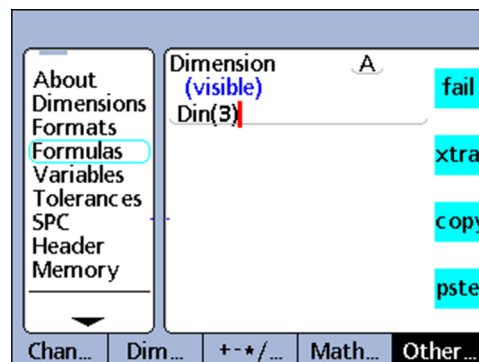 About
Dimensions
Formats
Formulas
Variables
Tolerances
SPC
Header
Memory
Dimension A
(visible)
Din(3)
fail
xtra
copy
pste
Chan... Dim... +-*/... Math... Other...